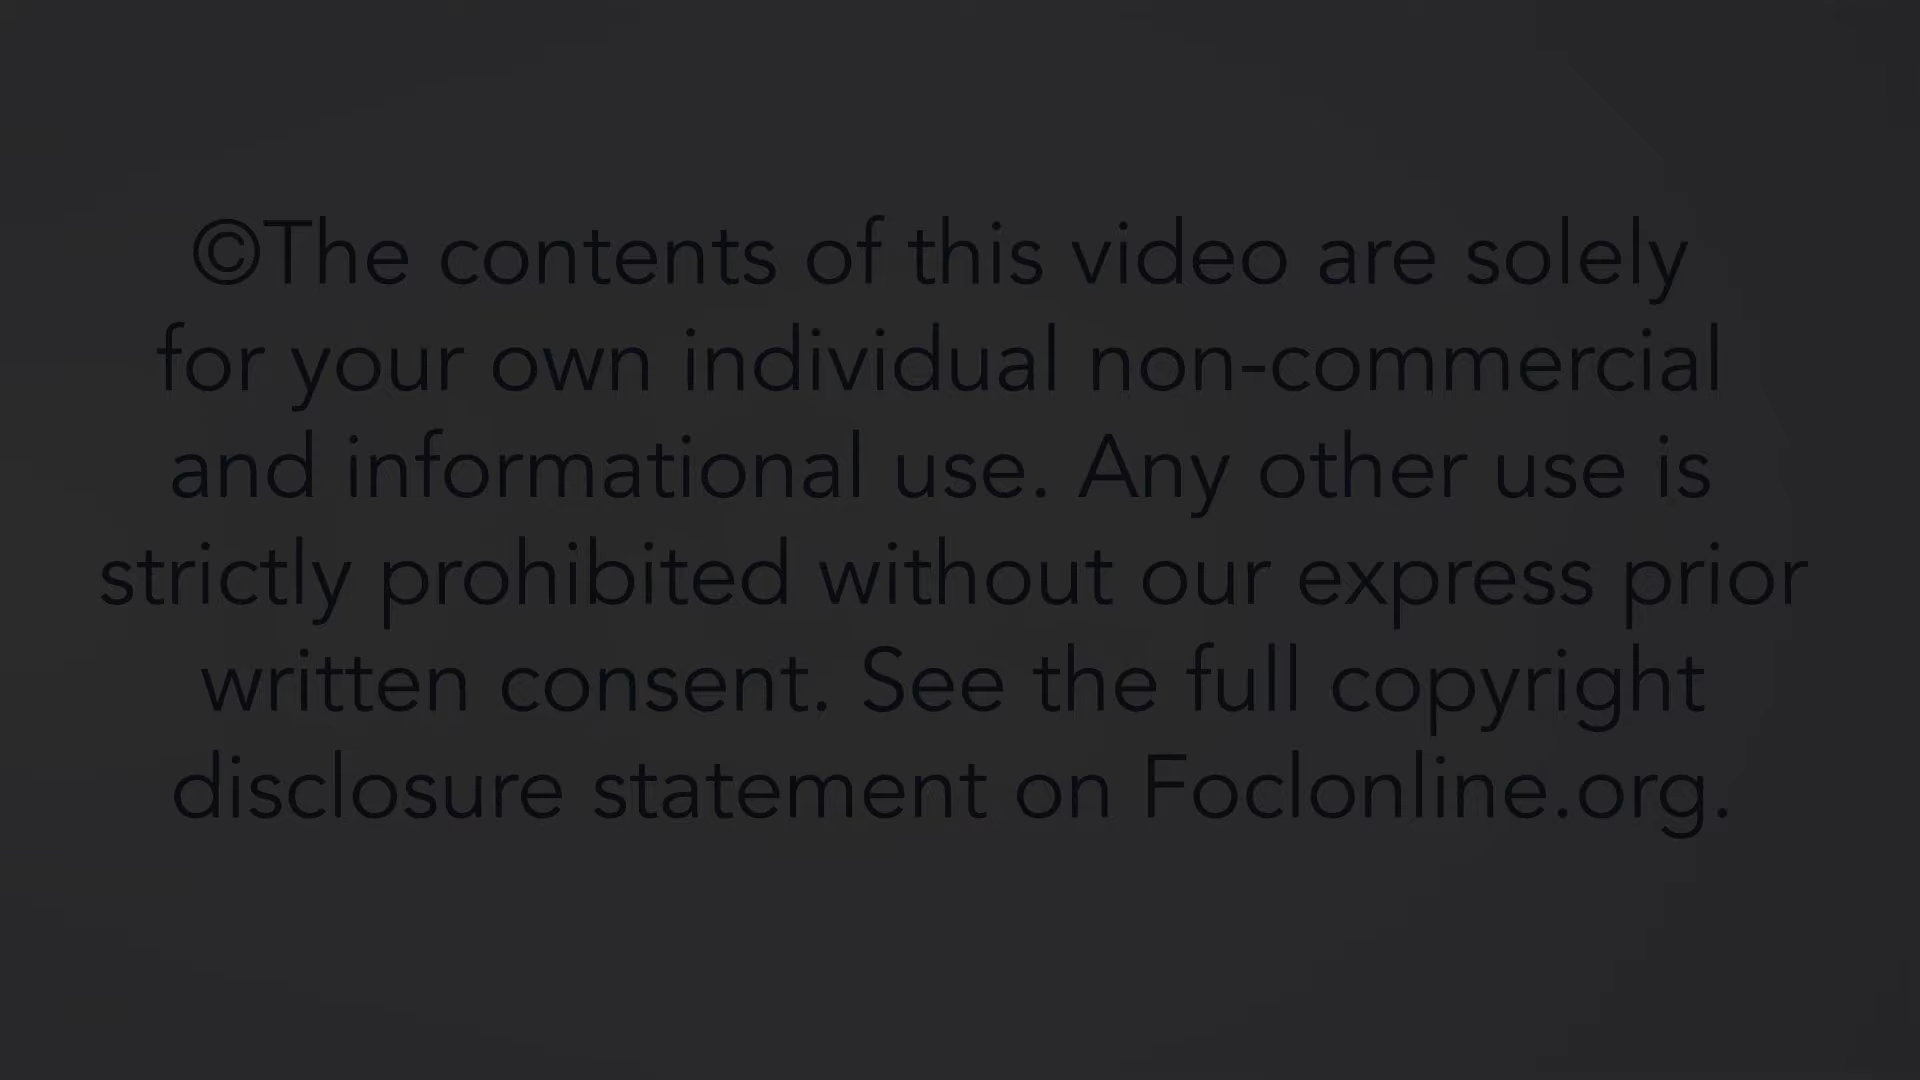 ©The contents of this video are solely
for your own individual non-commercial
and informational use. Any other use is
strictly prohibited without our express prior
written consent. See the full copyright
disclosure statement on Foclonline.org.